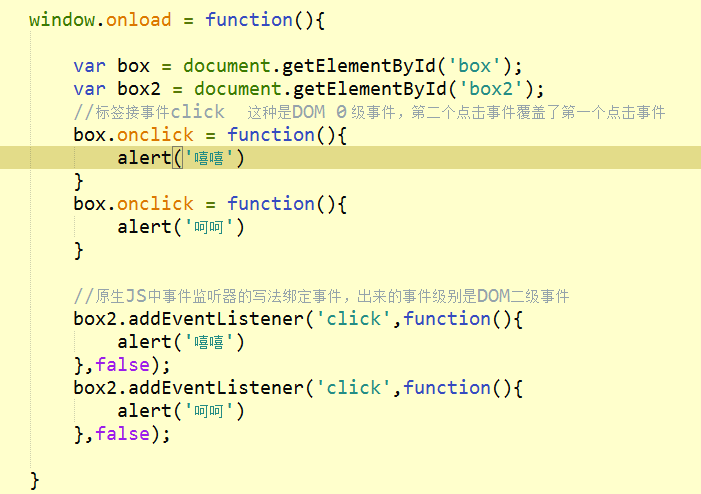 window.onload = function(){
var box = document.getElementById('box');
var box2 = document.getElementById('box2');
//标签接事件click  这种是DOM 0 级事件，第二个点击事件覆盖了第一个点击事件
box.onclick = function(){
alert('嘻嘻')
}
box.onclick = function(){
alert('呵呵')
}
//原生JS中事件监听器的写法绑定事件，出来的事件级别是DOM二级事件
box2.addEventListener('click',function(){
alert('嘻嘻')
},false);
box2.addEventListener('click',function(){
alert('呵呵')
},false);
}